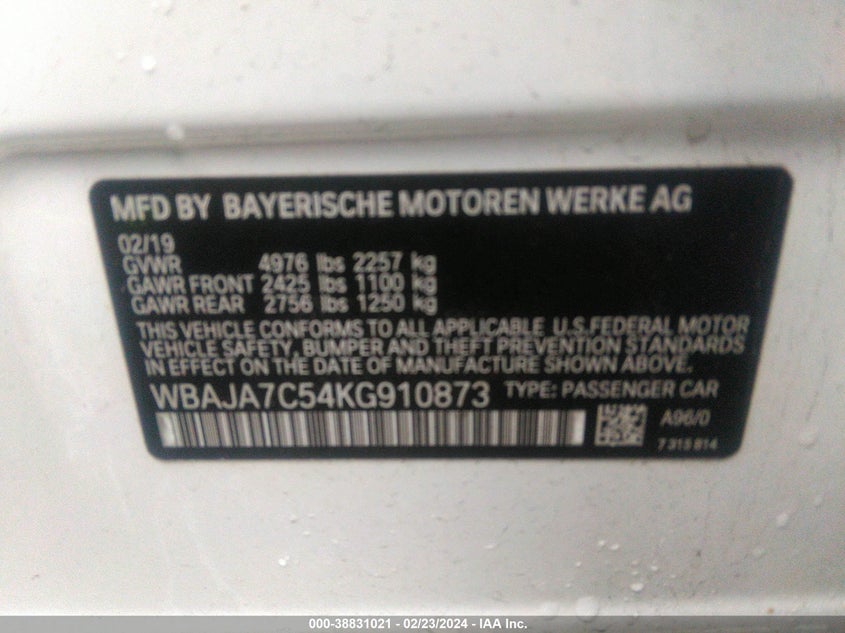 MFD BY BAYERISCHE MOTOREN WERKE AG
02/19
GVWR 4976 lbs 2257 kg
GAWR FRONT 2425 lbs 1100 kg
GAWR REAR 2756 lbs 1250 kg
THIS VEHICLE CONFORMS TO ALL APPLICABLE U.S.FEDERAL MOTOR
VEHICLE SAFETY, BUMPER AND THEFT PREVENTION STANDARDS
IN EFFECT ON THE DATE OF MANUFACTURE SHOWN ABOVE.
WBAJA7C54KG910873 TYPE: PASSENGER CAR
A96/0
7 315 814
000-38831021 - 02/23/2024 - IAA Inc.